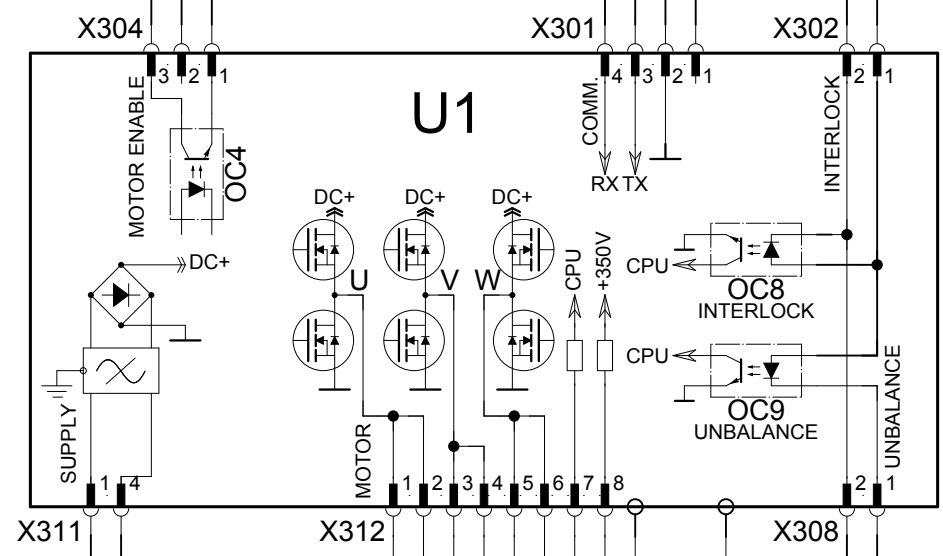 X304 X301 X302
3 2 1 4 3 2 1 2 1
MOTOR ENABLE
COMM.
INTERLOCK
U1
OC4
RX TX
DC+ DC+ DC+
DC+
U V W
CPU
+350V
CPU
OC8
INTERLOCK
CPU
OC9
UNBALANCE
UNBALANCE
SUPPLY
MOTOR
1 4 1 2 3 4 5 6 7 8 2 1
X311 X312 X308